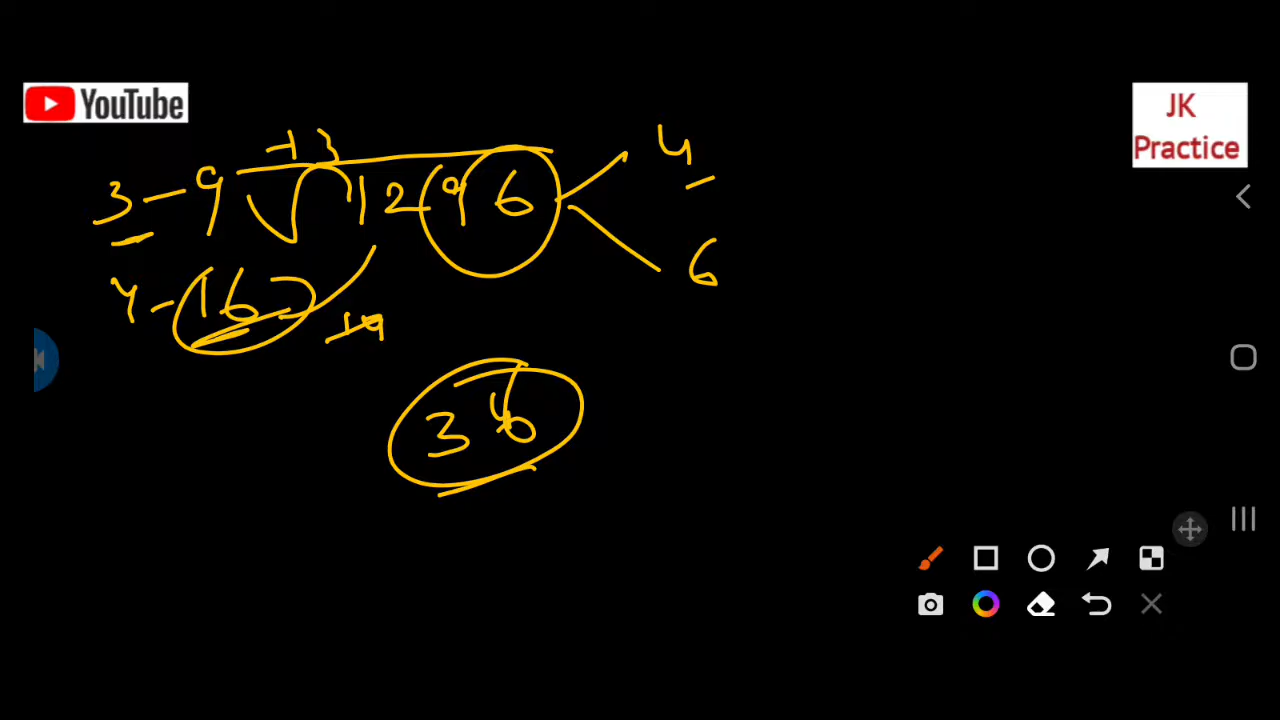 YouTube
JK
Practice
3 - 9 √1296 4
6
4 - 16
36